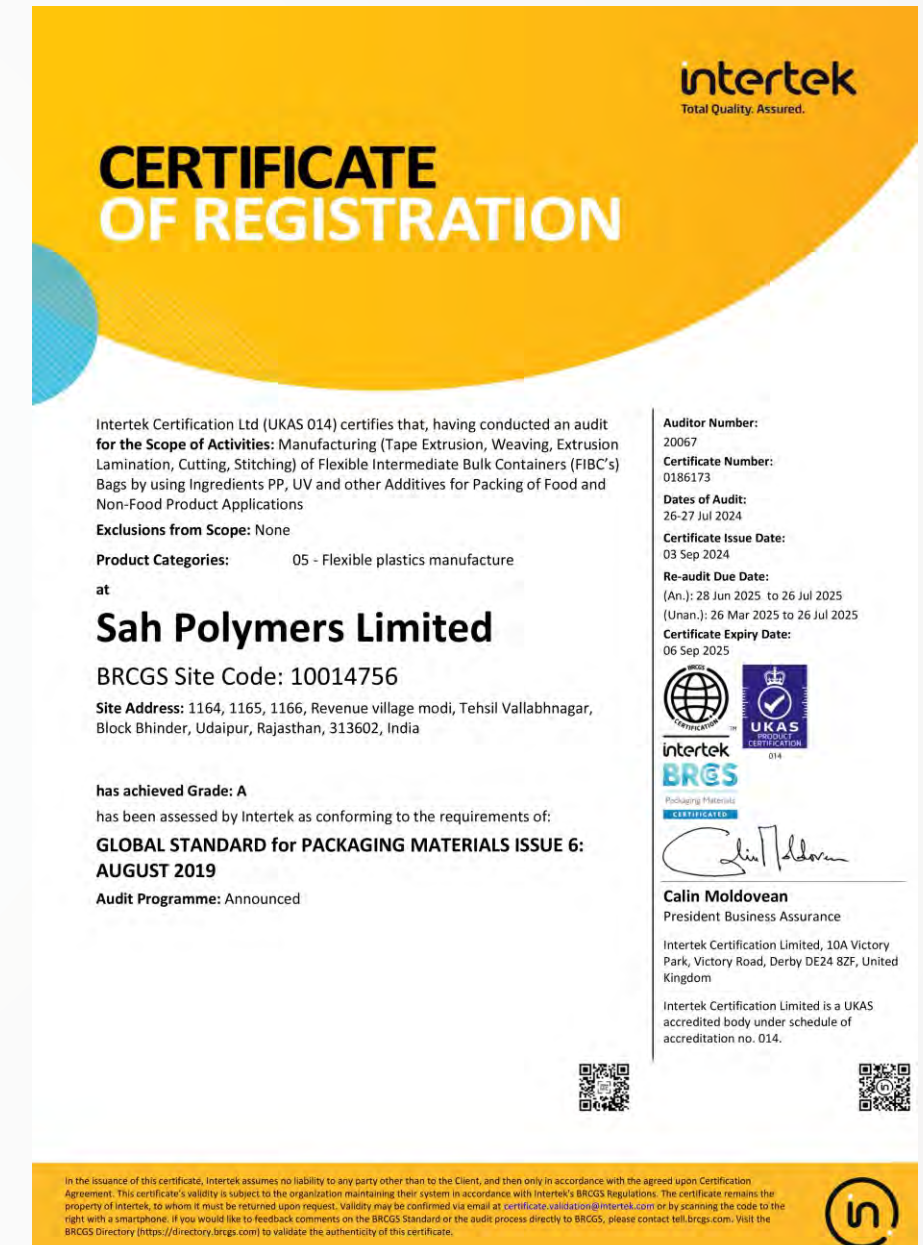 intertek
Total Quality. Assured.
CERTIFICATE
OF REGISTRATION
Intertek Certification Ltd (UKAS 014) certifies that, having conducted an audit
for the Scope of Activities: Manufacturing (Tape Extrusion, Weaving, Extrusion
Lamination, Cutting, Stitching) of Flexible Intermediate Bulk Containers (FIBC's)
Bags by using Ingredients PP, UV and other Additives for Packing of Food and
Non-Food Product Applications
Exclusions from Scope: None
Product Categories: 05 - Flexible plastics manufacture
at
Sah Polymers Limited
BRCGS Site Code: 10014756
Site Address: 1164, 1165, 1166, Revenue village modi, Tehsil Vallabhnagar,
Block Bhinder, Udaipur, Rajasthan, 313602, India
has achieved Grade: A
has been assessed by Intertek as conforming to the requirements of:
GLOBAL STANDARD for PACKAGING MATERIALS ISSUE 6:
AUGUST 2019
Audit Programme: Announced
Auditor Number:
20067
Certificate Number:
0186173
Dates of Audit:
26-27 Jul 2024
Certificate Issue Date:
03 Sep 2024
Re-audit Due Date:
(An.): 28 Jun 2025 to 26 Jul 2025
(Unan.): 26 Mar 2025 to 26 Jul 2025
Certificate Expiry Date:
06 Sep 2025
BRCGS
CERTIFICATION
TM
intertek
UKAS
PRODUCT
CERTIFICATION
014
BRCGS
Packaging Materials
CERTIFICATED
Calin Moldovean
Calin Moldovean
President Business Assurance
Intertek Certification Limited, 10A Victory
Park, Victory Road, Derby DE24 8ZF, United
Kingdom
Intertek Certification Limited is a UKAS
accredited body under schedule of
accreditation no. 014.
In the issuance of this certificate, Intertek assumes no liability to any party other than to the Client, and then only in accordance with the agreed upon Certification
Agreement. This certificate's validity is subject to the organization maintaining their system in accordance with Intertek's BRCGS Regulations. The certificate remains the
property of Intertek, to whom it must be returned upon request. Validity may be confirmed via email at certificate.validation@intertek.com or by scanning the code to the
right with a smartphone. If you would like to feedback comments on the BRCGS Standard or the audit process directly to BRCGS, please contact tell.brcgs.com. Visit the
BRCGS Directory (https://directory.brcgs.com) to validate the authenticity of this certificate.
in